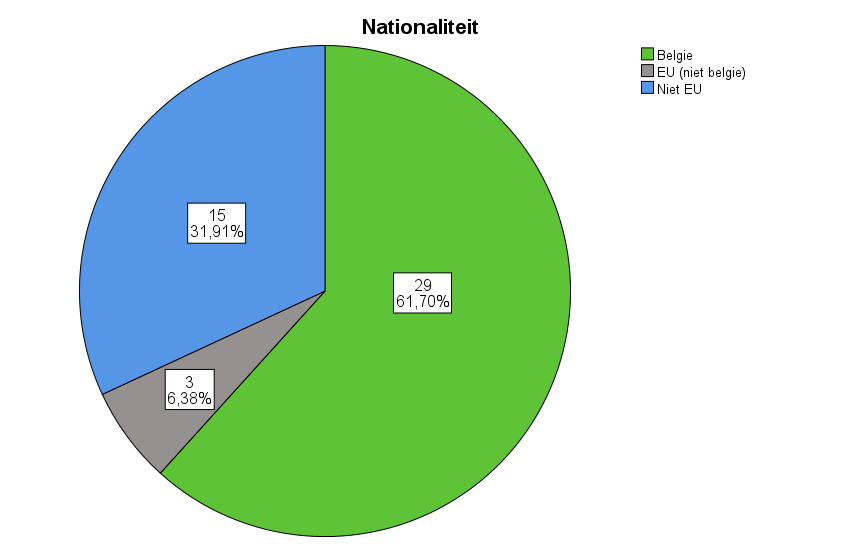 Nationaliteit
Belgie
EU (niet belgie)
Niet EU
15
31,91%
29
61,70%
3
6,38%